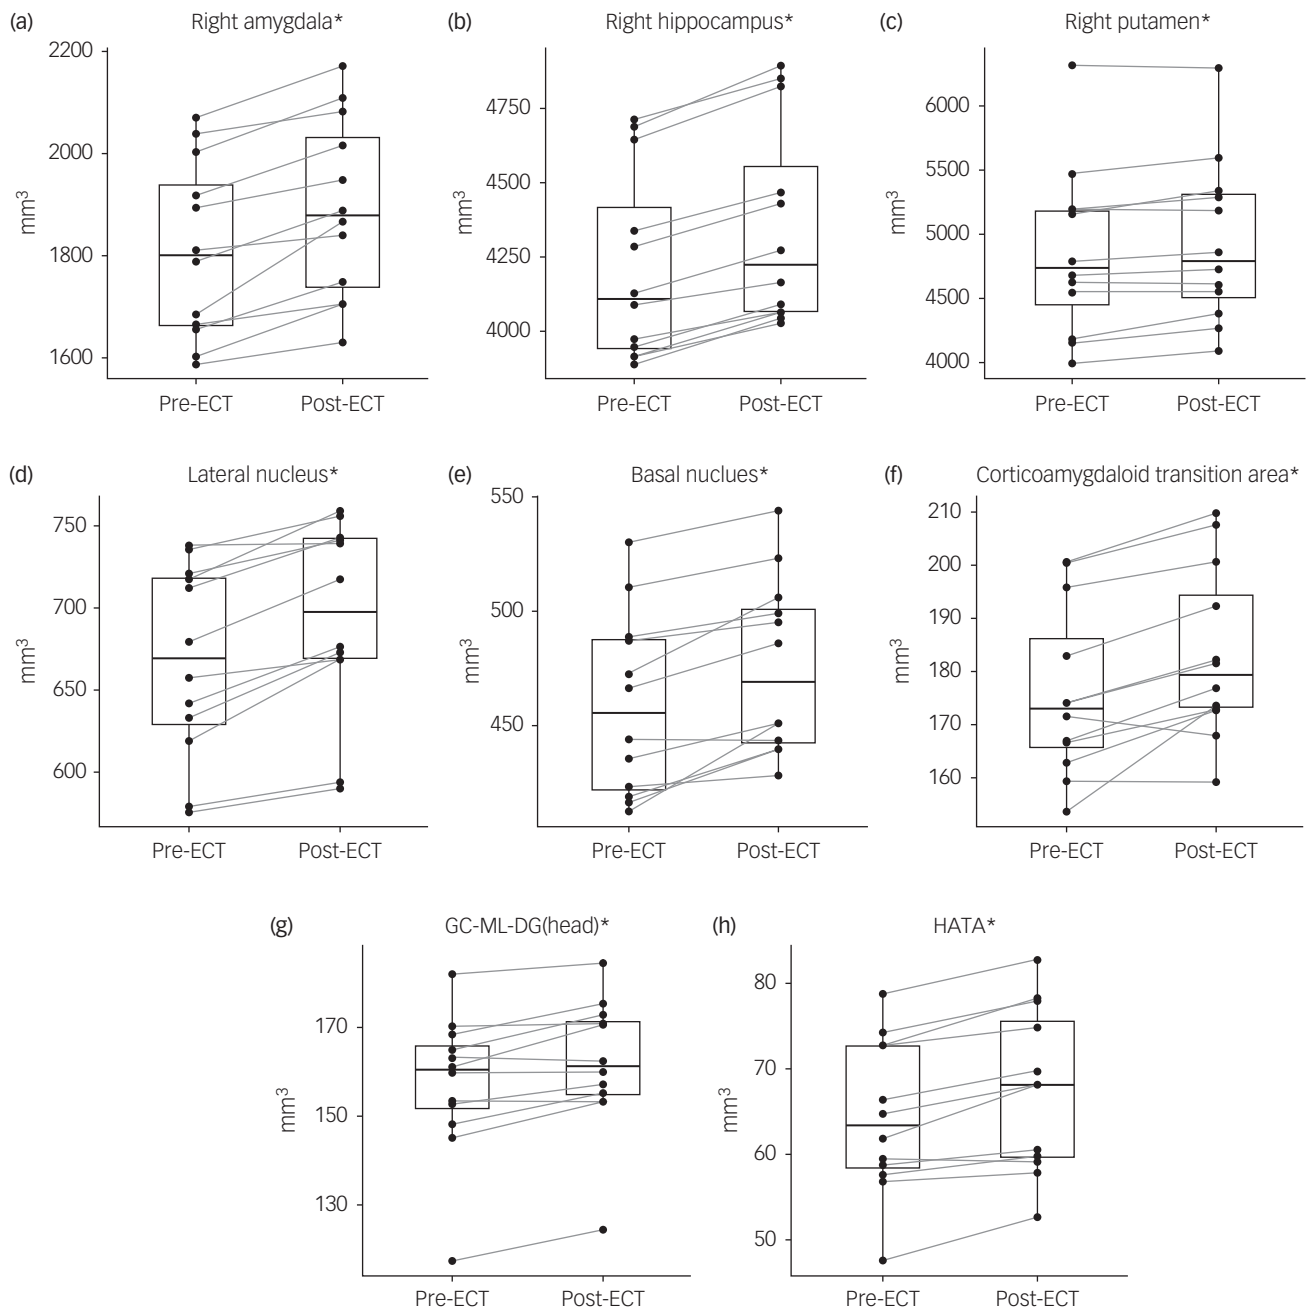 (a) Right amygdala*
2200
2000
1800
1600
mm³
Pre-ECT Post-ECT
(b) Right hippocampus*
4750
4500
4250
4000
mm³
Pre-ECT Post-ECT
(c) Right putamen*
6000
5500
5000
4500
4000
mm³
Pre-ECT Post-ECT
(d) Lateral nucleus*
750
700
650
600
mm³
Pre-ECT Post-ECT
(e) Basal nuclues*
550
500
450
mm³
Pre-ECT Post-ECT
(f) Corticoamygdaloid transition area*
210
200
190
180
170
160
mm³
Pre-ECT Post-ECT
(g) GC-ML-DG(head)*
170
150
130
mm³
Pre-ECT Post-ECT
(h) HATA*
80
70
60
50
mm³
Pre-ECT Post-ECT